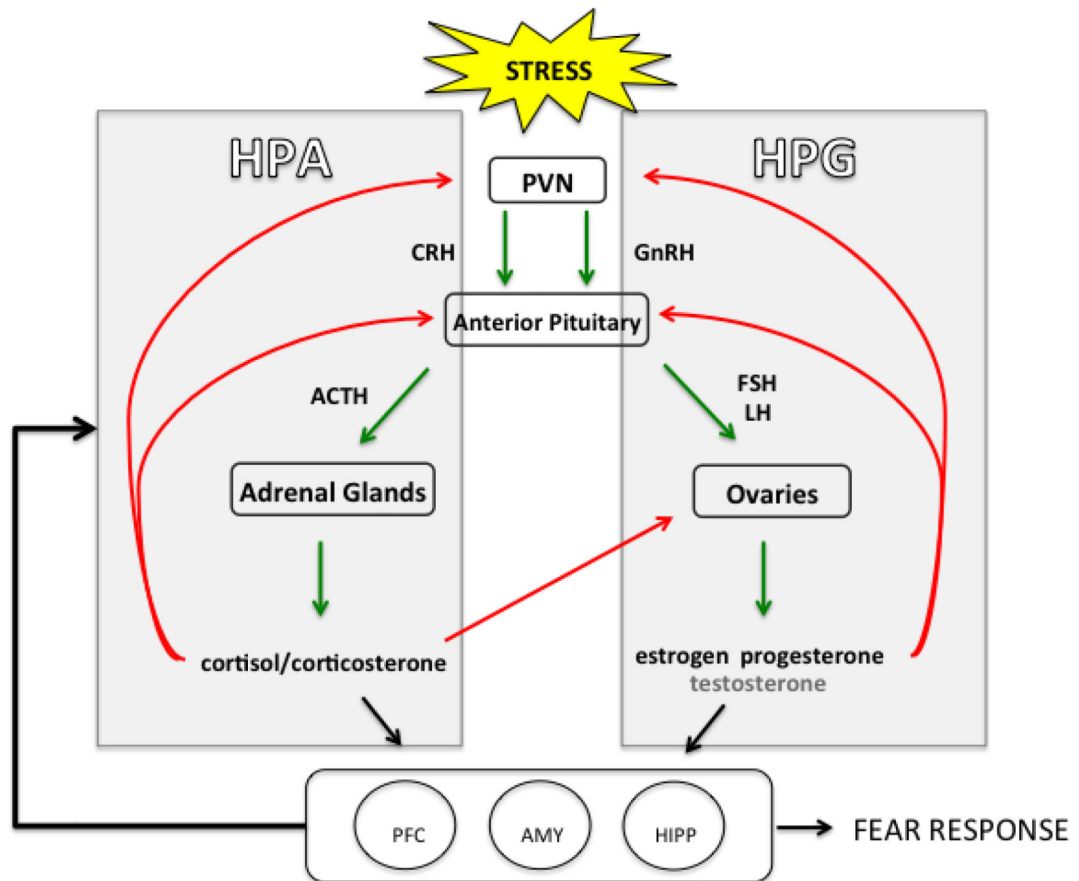 STRESS
HPA
HPG
PVN
CRH
GnRH
Anterior Pituitary
ACTH
FSH
LH
Adrenal Glands
Ovaries
cortisol/corticosterone
estrogen progesterone
testosterone
PFC
AMY
HIPP
FEAR RESPONSE